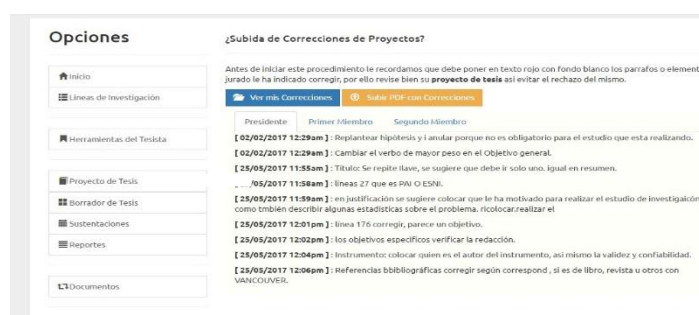 Opciones
Inicio
Líneas de Investigación
Herramientas del Tesista
Proyecto de Tesis
Borrador de Tesis
Sustentaciones
Reportes
Documentos
¿Subida de Correcciones de Proyectos?
Antes de iniciar este procedimiento le recordamos que debe poner en texto rojo con fondo blanco los parrafos o element
jurado le ha indicado corregir, por ello revise bien su proyecto de tesis asi evitar el rechazo del mismo.
Ver mis Correcciones
Subir PDF con Correcciones
Presidente Primer Miembro Segundo Miembro
[ 02/02/2017 12:29am ] : Replantear hipótesis y i anular porque no es obligatorio para el estudio que esta realizando.
[ 02/02/2017 12:29am ] : Cambiar el verbo de mayor peso en el Objetivo general.
[ 25/05/2017 11:55am ] : Titulo: Se repite Ilave, se sugiere que debe ir solo uno. igual en resumen.
/05/2017 11:58am ] : lineas 27 que es PAI O ESNI.
[ 25/05/2017 11:59am ] : en justificación se sugiere colocar que le ha motivado para realizar el estudio de investigaicón
como tmbién describir algunas estadisticas sobre el problema. ricolocar.realizar el
[ 25/05/2017 12:01pm ] : linea 176 corregir, parece un objetivo.
[ 25/05/2017 12:02pm ] : los objetivos especificos verificar la redacción.
[ 25/05/2017 12:04pm ] : Instrumento: colocar quien es el autor del instrumento, asi mismo la validez y confiabilidad.
[ 25/05/2017 12:06pm ] : Referencias bbibliográficas corregir según correspond , si es de libro, revista u otros con
VANCOUVER.